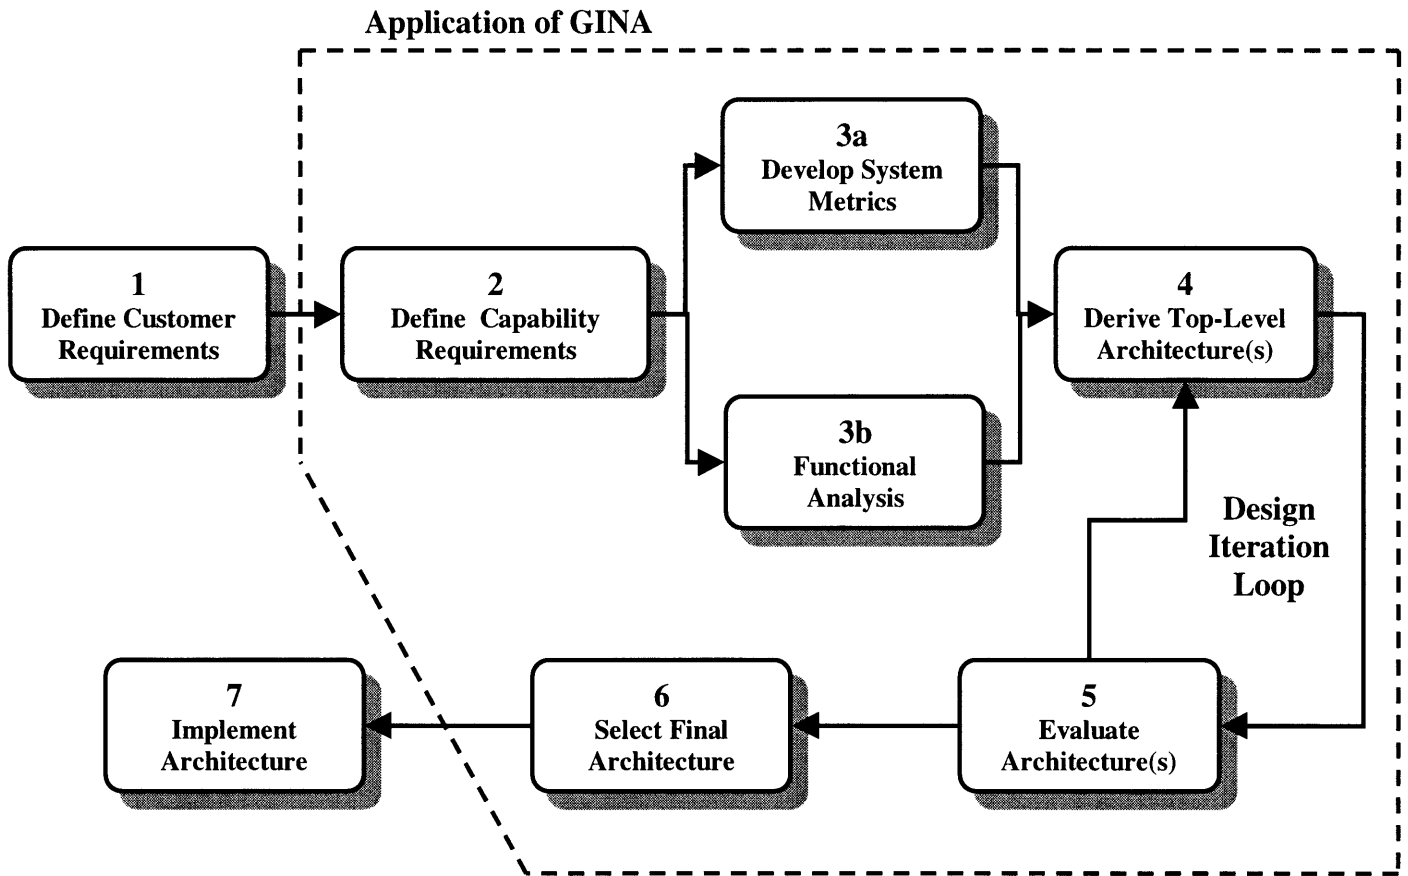 Application of GINA
1
Define Customer
Requirements
2
Define Capability
Requirements
3a
Develop System
Metrics
3b
Functional
Analysis
4
Derive Top-Level
Architecture(s)
Design
Iteration
Loop
5
Evaluate
Architecture(s)
6
Select Final
Architecture
7
Implement
Architecture